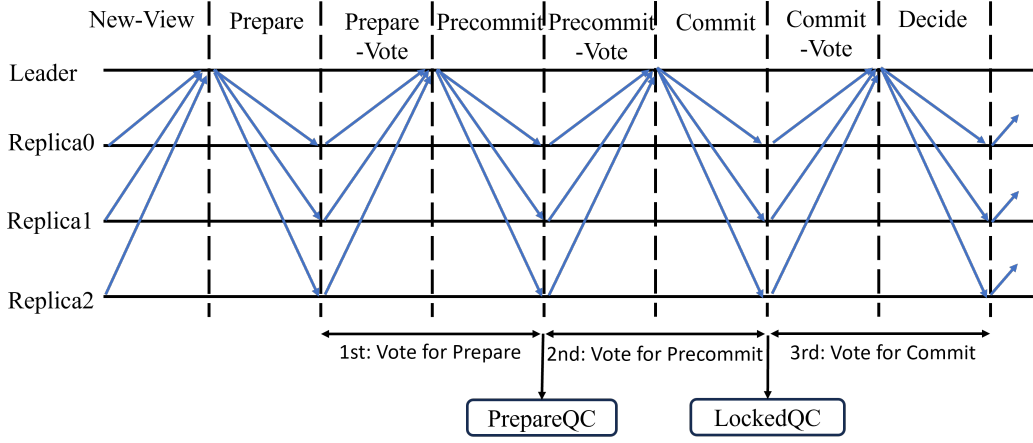 New-View
Prepare
Prepare
-Vote
Precommit
Precommit
-Vote
Commit
Commit
-Vote
Decide
Leader
Replica0
Replica1
Replica2
1st: Vote for Prepare
2nd: Vote for Precommit
3rd: Vote for Commit
PrepareQC
LockedQC